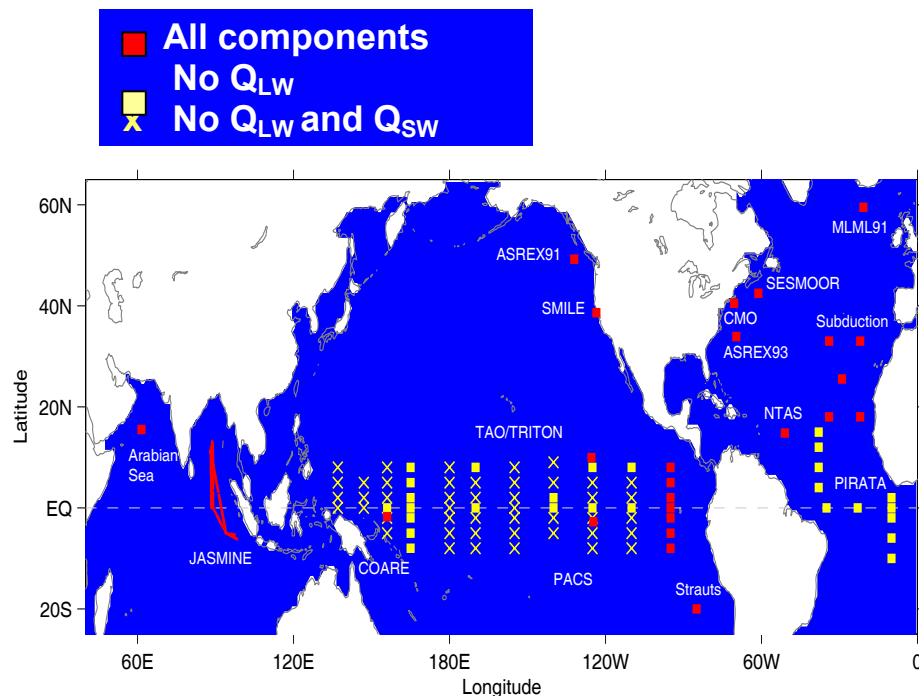 All components
No QLW
No QLW and QSW
60N
40N
20N
EQ
20S
Latitude
MLML91
ASREX91
SESMOOR
SMILE
CMO
Subduction
ASREX93
NTAS
TAO/TRITON
Arabian
Sea
PIRATA
JASMINE
COARE
PACS
Strauts
60E
120E
180E
120W
60W
0
Longitude